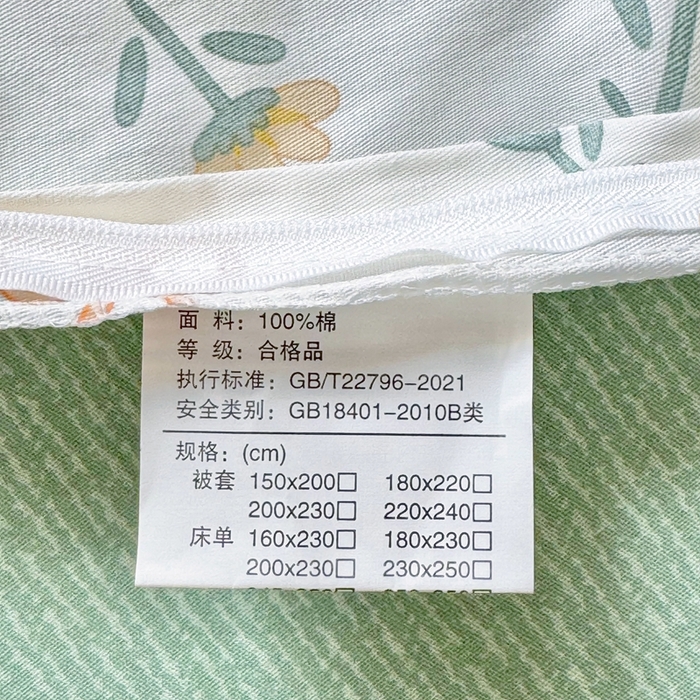 面 料：100%棉
等 级：合格品
执行标准：GB/T22796-2021
安全类别：GB18401-2010B类
规格：(cm)
被套 150x200□ 180x220□
200x230□ 220x240□
床单 160x230□ 180x230□
200x230□ 230x250□